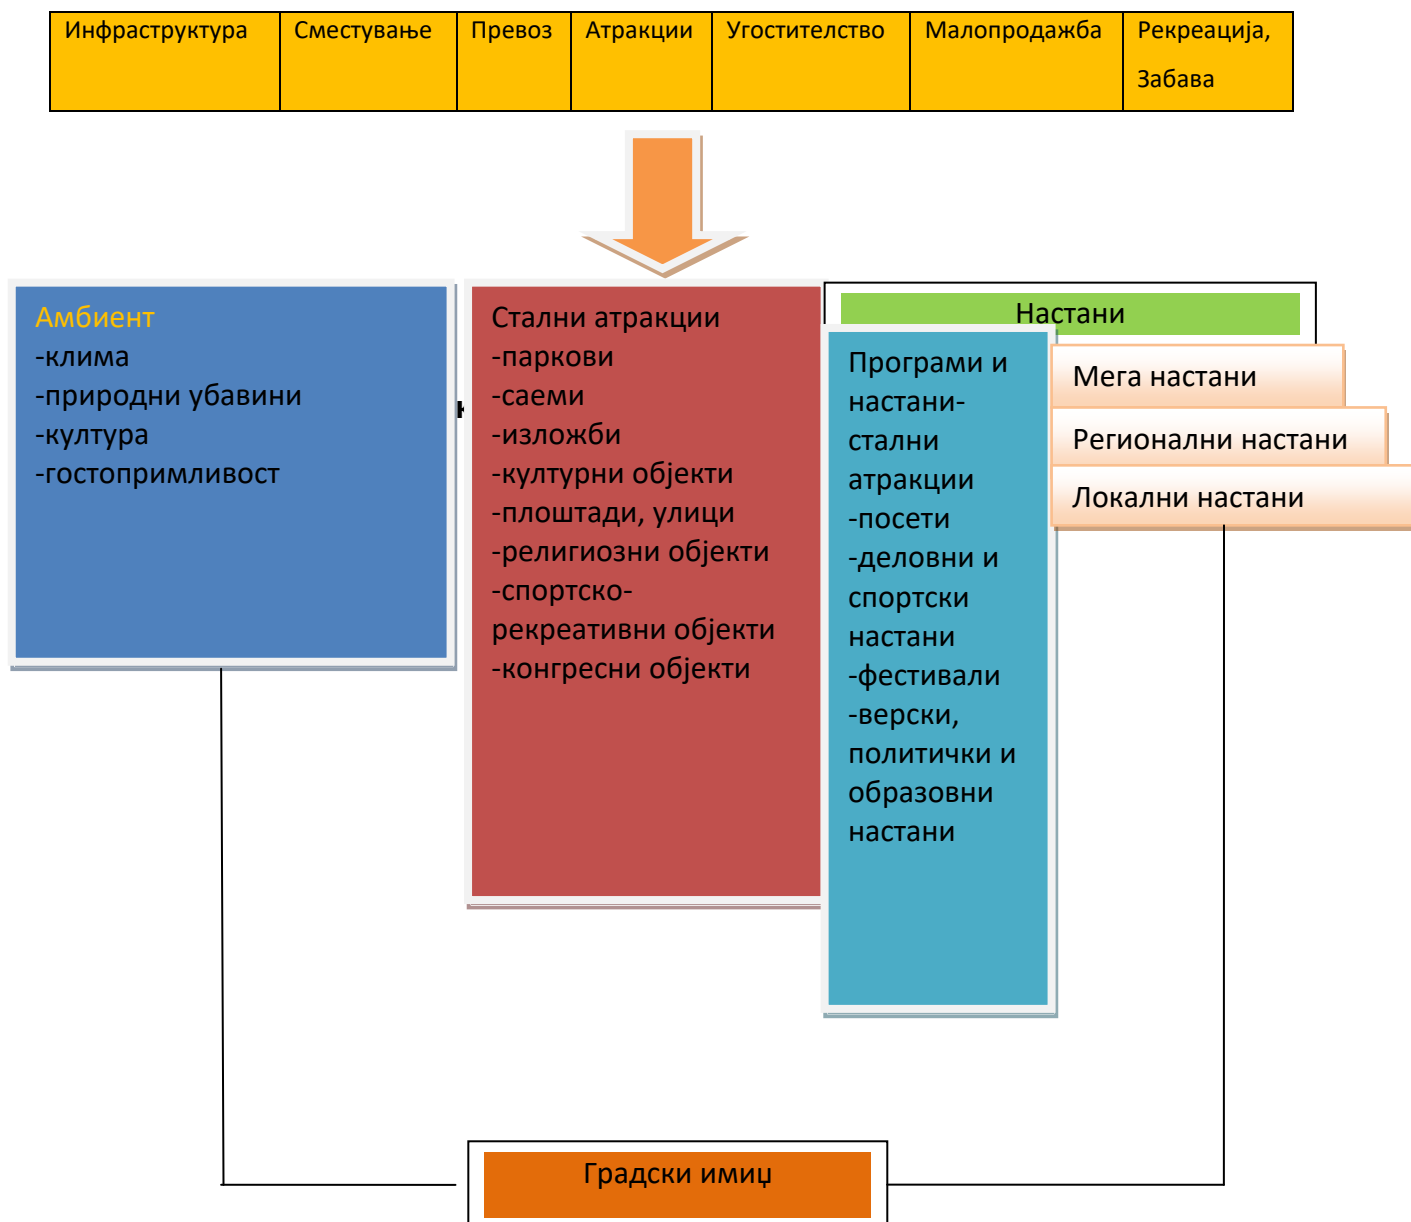 Инфраструктура
Сместување
Превоз
Атракции
Угостителство
Малопродажба
Рекреација,
Забава
Амбиент
-клима
-природни убавини
-култура
-гостопримливост
Стални атракции
-паркови
-саеми
-изложби
-културни објекти
-плоштади, улици
-религиозни објекти
-спортско-
рекреативни објекти
-конгресни објекти
Настани
Програми и
настани-
стални
атракции
-посети
-деловни и
спортски
настани
-фестивали
-верски,
политички и
образовни
настани
Мега настани
Регионални настани
Локални настани
Градски имиџ